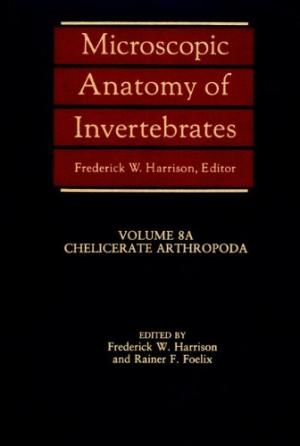 Microscopic
Anatomy of
Invertebrates
Frederick W. Harrison, Editor
VOLUME 8A
CHELICERATE ARTHROPODA
EDITED BY
Frederick W. Harrison
and Rainer F. Foelix